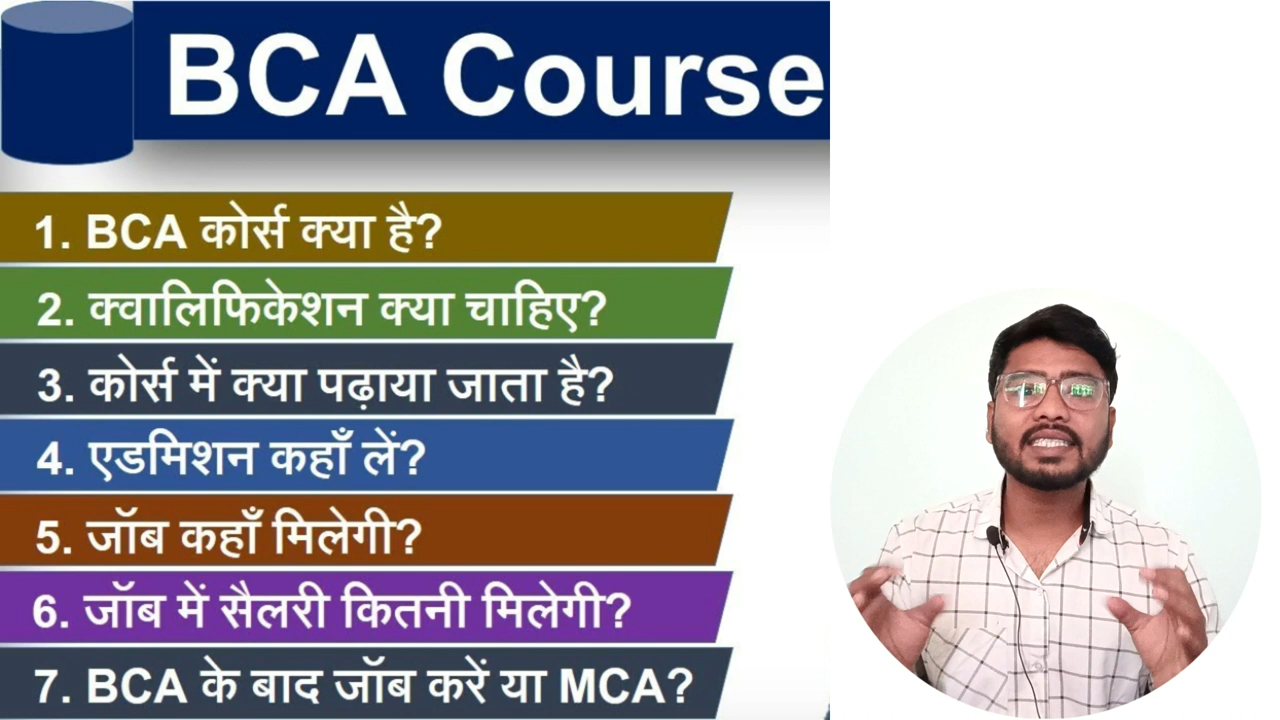 BCA Course
1. BCA कोर्स क्या है?
2. क्वालिफिकेशन क्या चाहिए?
3. कोर्स में क्या पढ़ाया जाता है?
4. एडमिशन कहाँ लें?
5. जॉब कहाँ मिलेगी?
6. जॉब में सैलरी कितनी मिलेगी?
7. BCA के बाद जॉब करें या MCA?